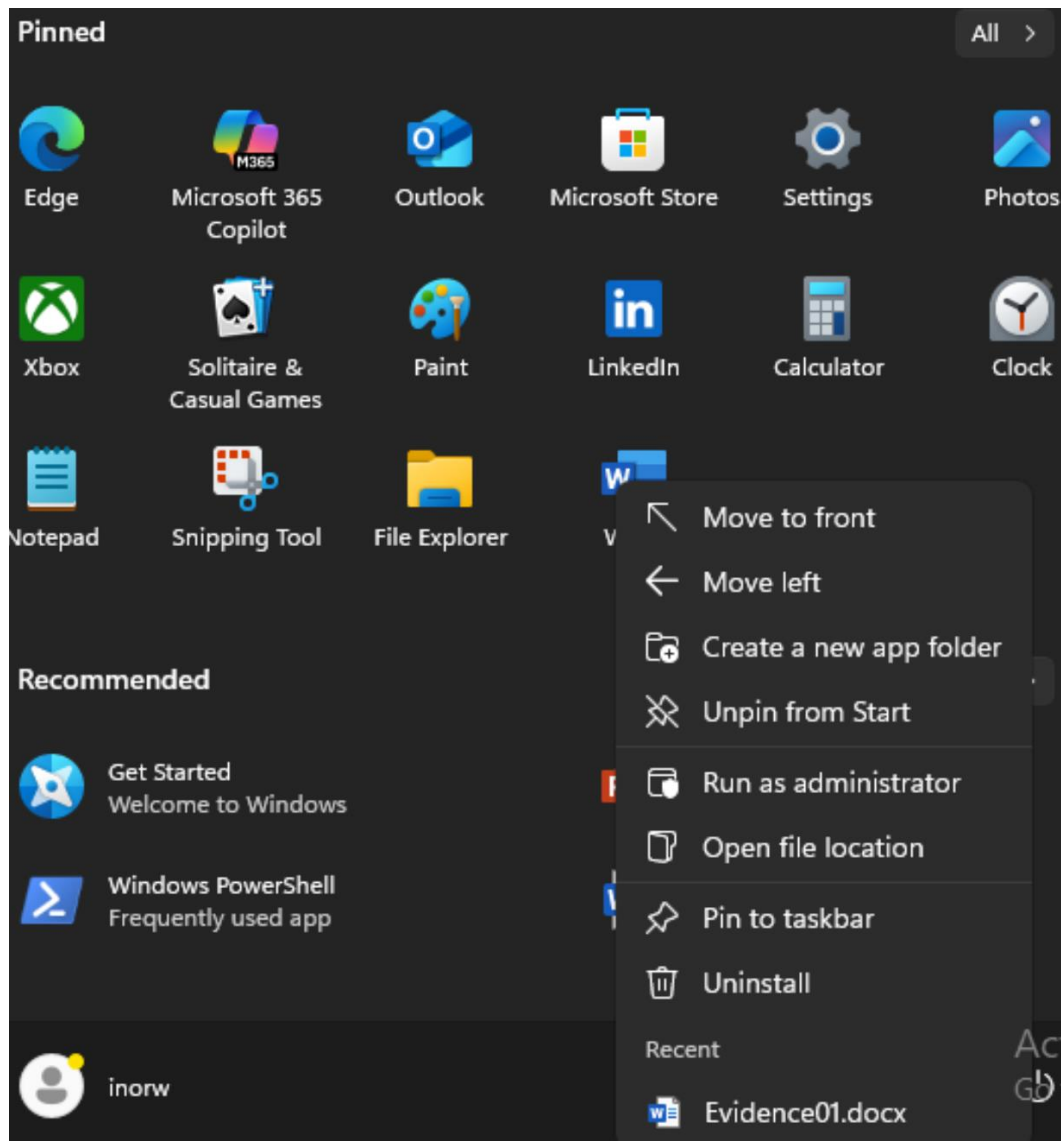 Pinned
All
Edge
Microsoft 365
Copilot
Outlook
Microsoft Store
Settings
Photos
M365
Xbox
Solitaire &
Casual Games
Paint
LinkedIn
Calculator
Clock
Notepad
Snipping Tool
File Explorer
W
Move to front
Move left
Create a new app folder
Unpin from Start
Run as administrator
Open file location
Pin to taskbar
Uninstall
Recent
Evidence01.docx
Recommended
Get Started
Welcome to Windows
Windows PowerShell
Frequently used app
inorw